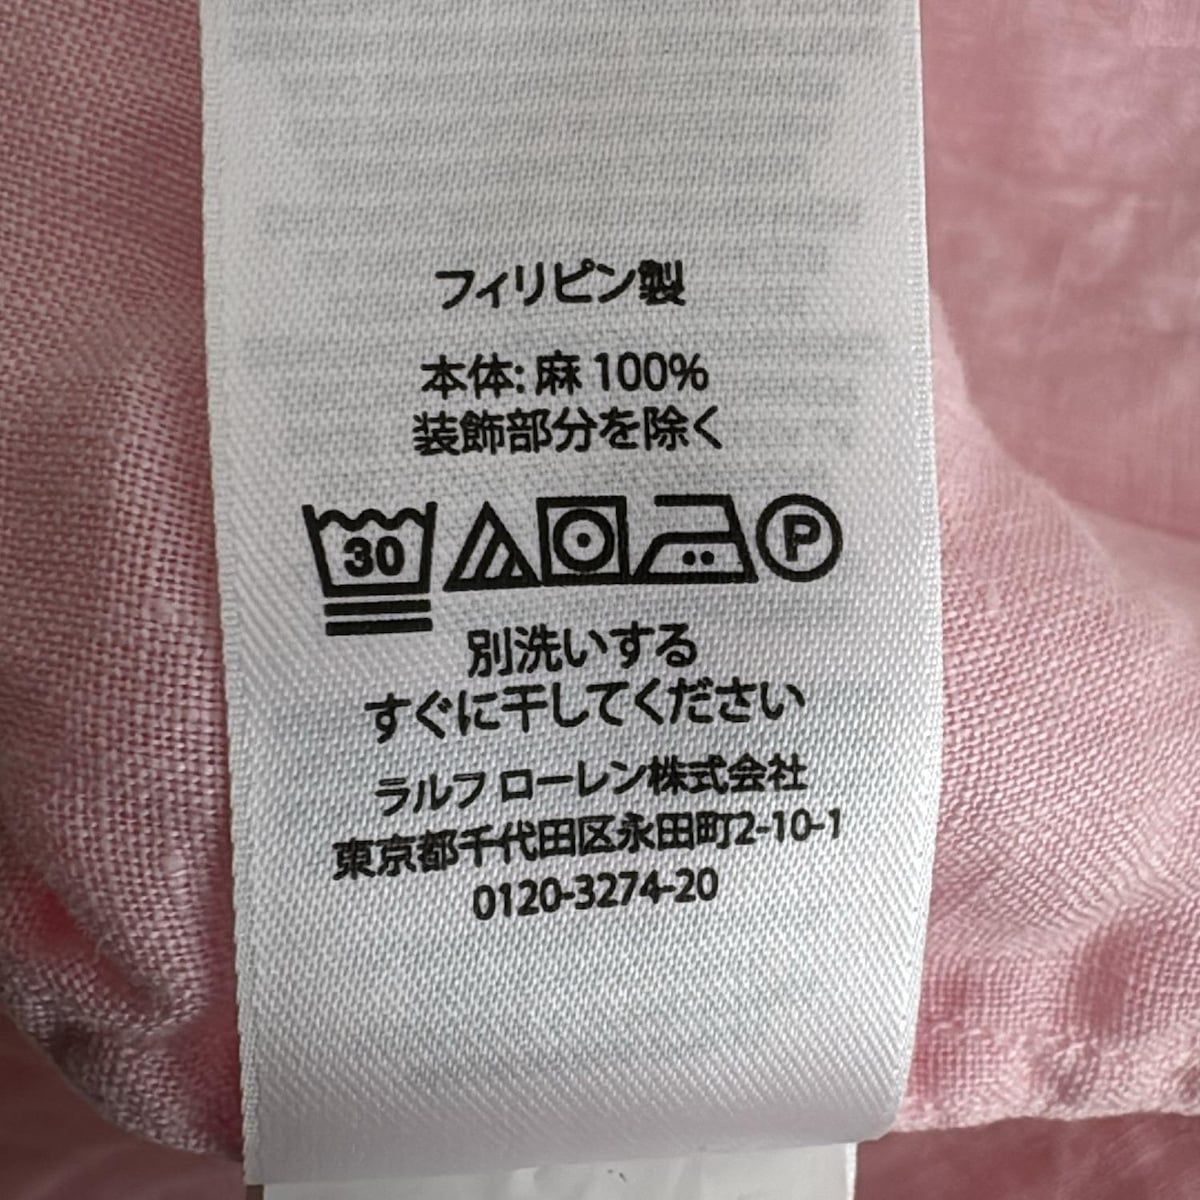 フィリピン製
本体: 麻 100%
装飾部分を除く
30 P
別洗いする
すぐに干してください
ラルフ ローレン株式会社
東京都千代田区永田町2-10-1
0120-3274-20